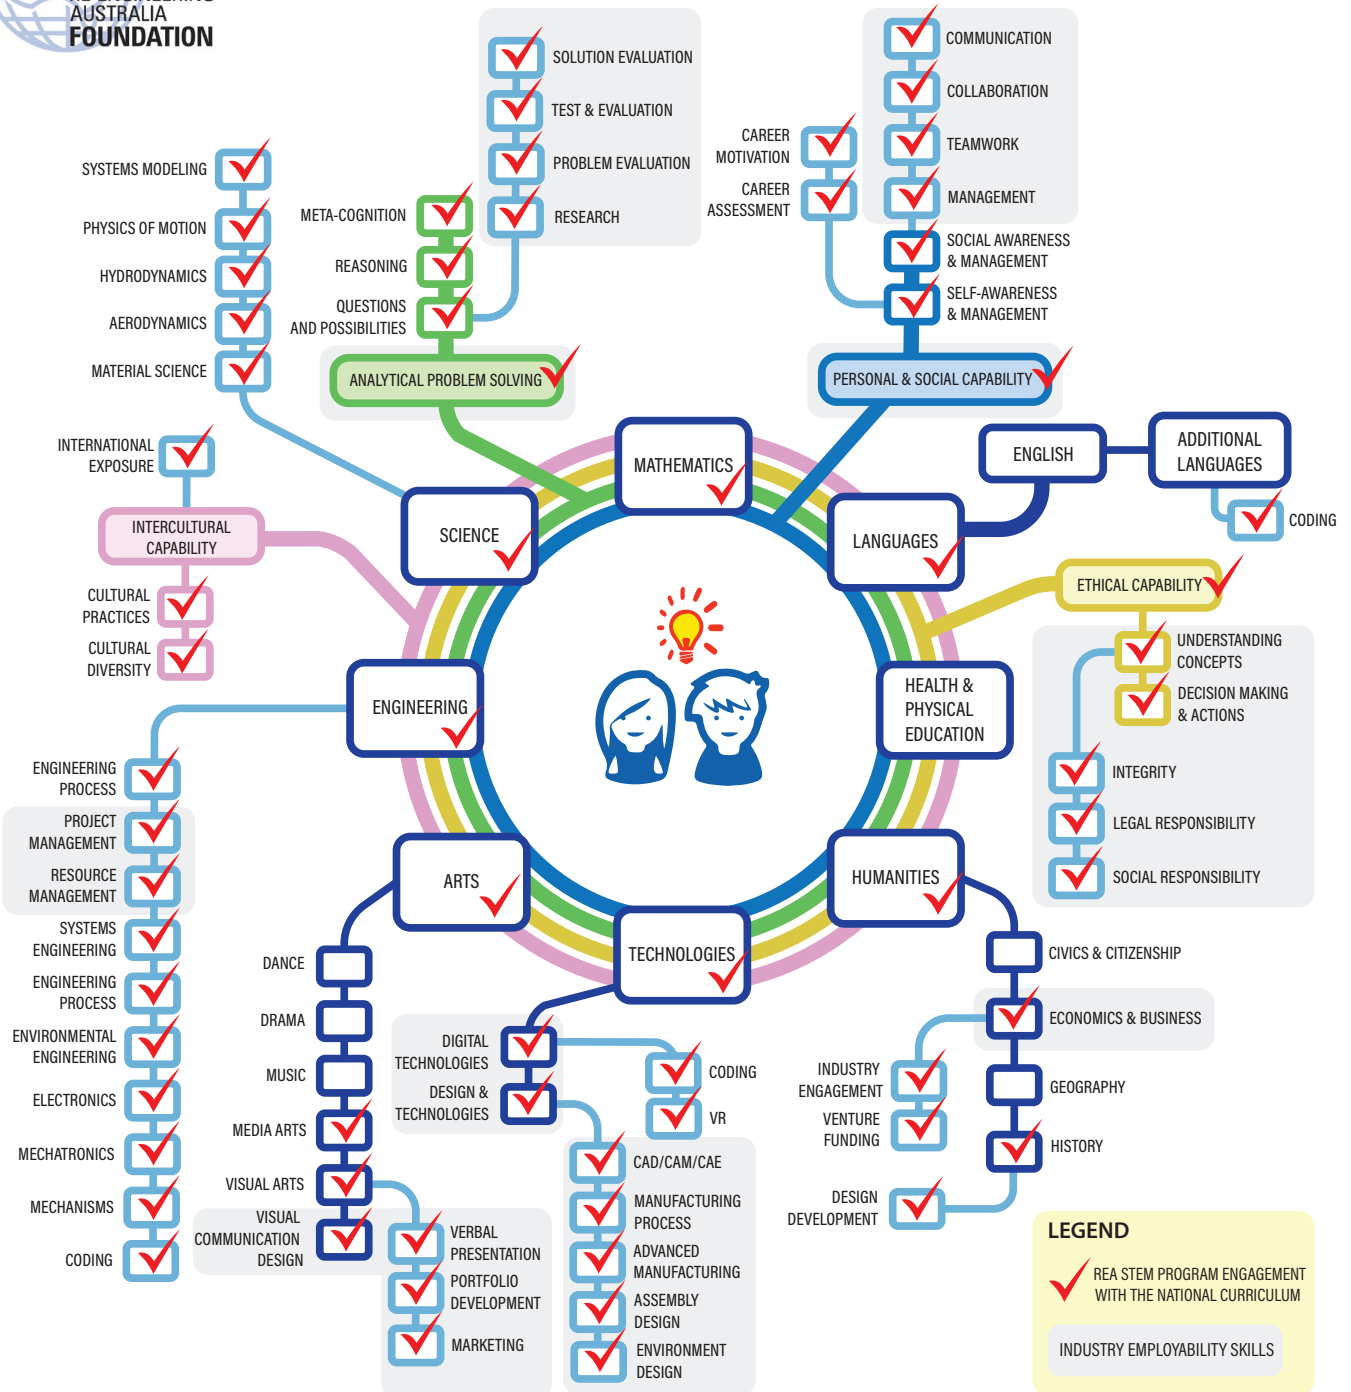 AUSTRALIA
FOUNDATION
SOLUTION EVALUATION
TEST & EVALUATION
PROBLEM EVALUATION
RESEARCH
COMMUNICATION
COLLABORATION
TEAMWORK
MANAGEMENT
SOCIAL AWARENESS
& MANAGEMENT
SELF-AWARENESS
& MANAGEMENT
CAREER
MOTIVATION
CAREER
ASSESSMENT
SYSTEMS MODELING
PHYSICS OF MOTION
HYDRODYNAMICS
AERODYNAMICS
MATERIAL SCIENCE
META-COGNITION
REASONING
QUESTIONS
AND POSSIBILITIES
ANALYTICAL PROBLEM SOLVING
PERSONAL & SOCIAL CAPABILITY
INTERNATIONAL
EXPOSURE
INTERCULTURAL
CAPABILITY
CULTURAL
PRACTICES
CULTURAL
DIVERSITY
MATHEMATICS
SCIENCE
LANGUAGES
ENGLISH
ADDITIONAL
LANGUAGES
CODING
ETHICAL CAPABILITY
UNDERSTANDING
CONCEPTS
DECISION MAKING
& ACTIONS
INTEGRITY
LEGAL RESPONSIBILITY
SOCIAL RESPONSIBILITY
ENGINEERING
HEALTH &
PHYSICAL
EDUCATION
ARTS
HUMANITIES
TECHNOLOGIES
ENGINEERING
PROCESS
PROJECT
MANAGEMENT
RESOURCE
MANAGEMENT
SYSTEMS
ENGINEERING
ENGINEERING
PROCESS
ENVIRONMENTAL
ENGINEERING
ELECTRONICS
MECHATRONICS
MECHANISMS
CODING
DANCE
DRAMA
MUSIC
MEDIA ARTS
VISUAL ARTS
VISUAL
COMMUNICATION
DESIGN
VERBAL
PRESENTATION
PORTFOLIO
DEVELOPMENT
MARKETING
DIGITAL
TECHNOLOGIES
DESIGN &
TECHNOLOGIES
CODING
VR
CAD/CAM/CAE
MANUFACTURING
PROCESS
ADVANCED
MANUFACTURING
ASSEMBLY
DESIGN
ENVIRONMENT
DESIGN
CIVICS & CITIZENSHIP
ECONOMICS & BUSINESS
GEOGRAPHY
HISTORY
INDUSTRY
ENGAGEMENT
VENTURE
FUNDING
DESIGN
DEVELOPMENT
LEGEND
REA STEM PROGRAM ENGAGEMENT
WITH THE NATIONAL CURRICULUM
INDUSTRY EMPLOYABILITY SKILLS